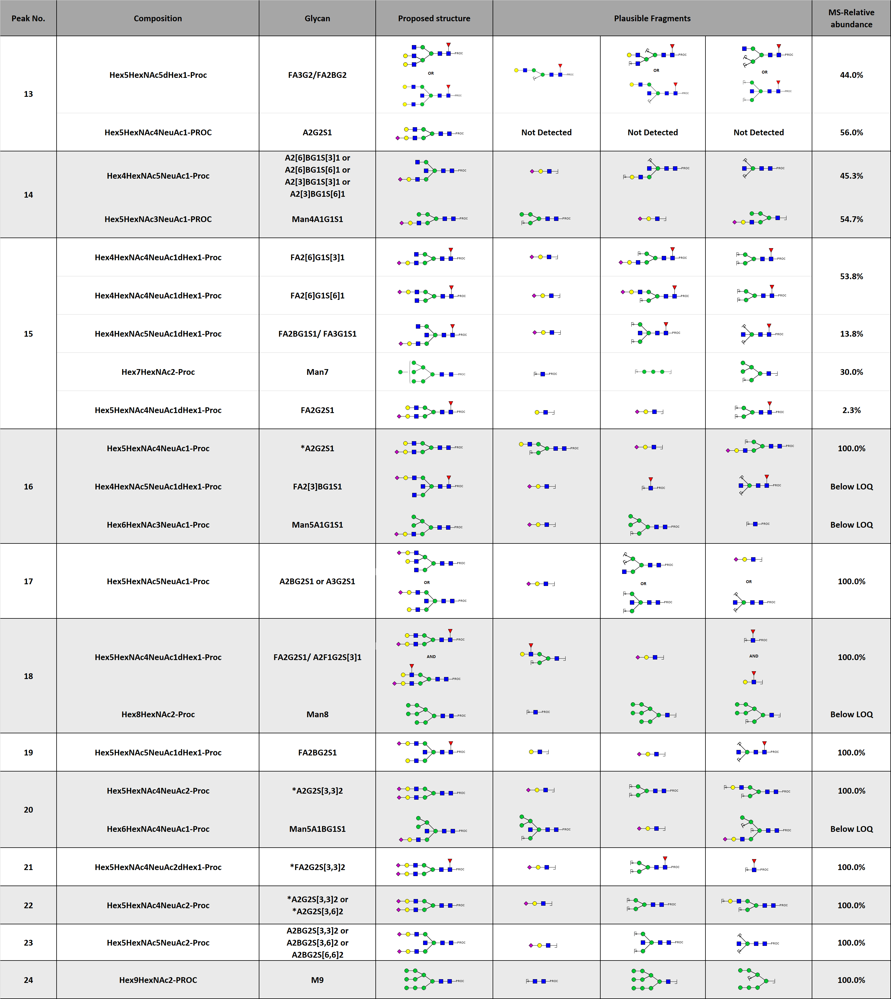 Peak No.
Composition
Glycan
Proposed structure
Plausible Fragments
MS-Relative
abundance
13
Hex5HexNAc5dHex1-Proc
FA3G2/FA2BG2
PROC
OR
PROC
PROC
PROC
OR
PROC
PROC
OR
PROC
44.0%
Hex5HexNAc4NeuAc1-PROC
A2G2S1
PROC
Not Detected
Not Detected
Not Detected
56.0%
14
Hex4HexNAc5NeuAc1-Proc
A2[6]BG1S[3]1 or
A2[6]BG1S[6]1 or
A2[3]BG1S[3]1 or
A2[3]BG1S[6]1
PROC
PROC
PROC
45.3%
Hex5HexNAc3NeuAc1-PROC
Man4A1G1S1
PROC
PROC
54.7%
15
Hex4HexNAc4NeuAc1dHex1-Proc
FA2[6]G1S[3]1
PROC
PROC
PROC
53.8%
Hex4HexNAc4NeuAc1dHex1-Proc
FA2[6]G1S[6]1
PROC
PROC
PROC
Hex4HexNAc5NeuAc1dHex1-Proc
FA2BG1S1/ FA3G1S1
PROC
PROC
PROC
13.8%
Hex7HexNAc2-Proc
Man7
PROC
PROC
30.0%
Hex5HexNAc4NeuAc1dHex1-Proc
FA2G2S1
PROC
PROC
2.3%
16
Hex5HexNAc4NeuAc1-Proc
*A2G2S1
PROC
PROC
PROC
100.0%
Hex4HexNAc5NeuAc1dHex1-Proc
FA2[3]BG1S1
PROC
PROC
PROC
Below LOQ
Hex6HexNAc3NeuAc1-Proc
Man5A1G1S1
PROC
PROC
PROC
Below LOQ
17
Hex5HexNAc5NeuAc1-Proc
A2BG2S1 or A3G2S1
PROC
OR
PROC
PROC
OR
PROC
OR
PROC
100.0%
18
Hex5HexNAc4NeuAc1dHex1-Proc
FA2G2S1/ A2F1G2S[3]1
PROC
AND
PROC
PROC
AND
100.0%
Hex8HexNAc2-Proc
Man8
PROC
PROC
Below LOQ
19
Hex5HexNAc5NeuAc1dHex1-Proc
FA2BG2S1
PROC
PROC
100.0%
20
Hex5HexNAc4NeuAc2-Proc
*A2G2S[3,3]2
PROC
PROC
PROC
100.0%
Hex6HexNAc4NeuAc1-Proc
Man5A1BG1S1
PROC
PROC
PROC
Below LOQ
21
Hex5HexNAc4NeuAc2dHex1-Proc
*FA2G2S[3,3]2
PROC
PROC
PROC
100.0%
22
Hex5HexNAc4NeuAc2-Proc
*A2G2S[3,3]2 or
*A2G2S[3,6]2
PROC
PROC
PROC
100.0%
23
Hex5HexNAc5NeuAc2-Proc
A2BG2S[3,3]2 or
A2BG2S[3,6]2 or
A2BG2S[6,6]2
PROC
PROC
PROC
100.0%
24
Hex9HexNAc2-PROC
M9
PROC
PROC
100.0%